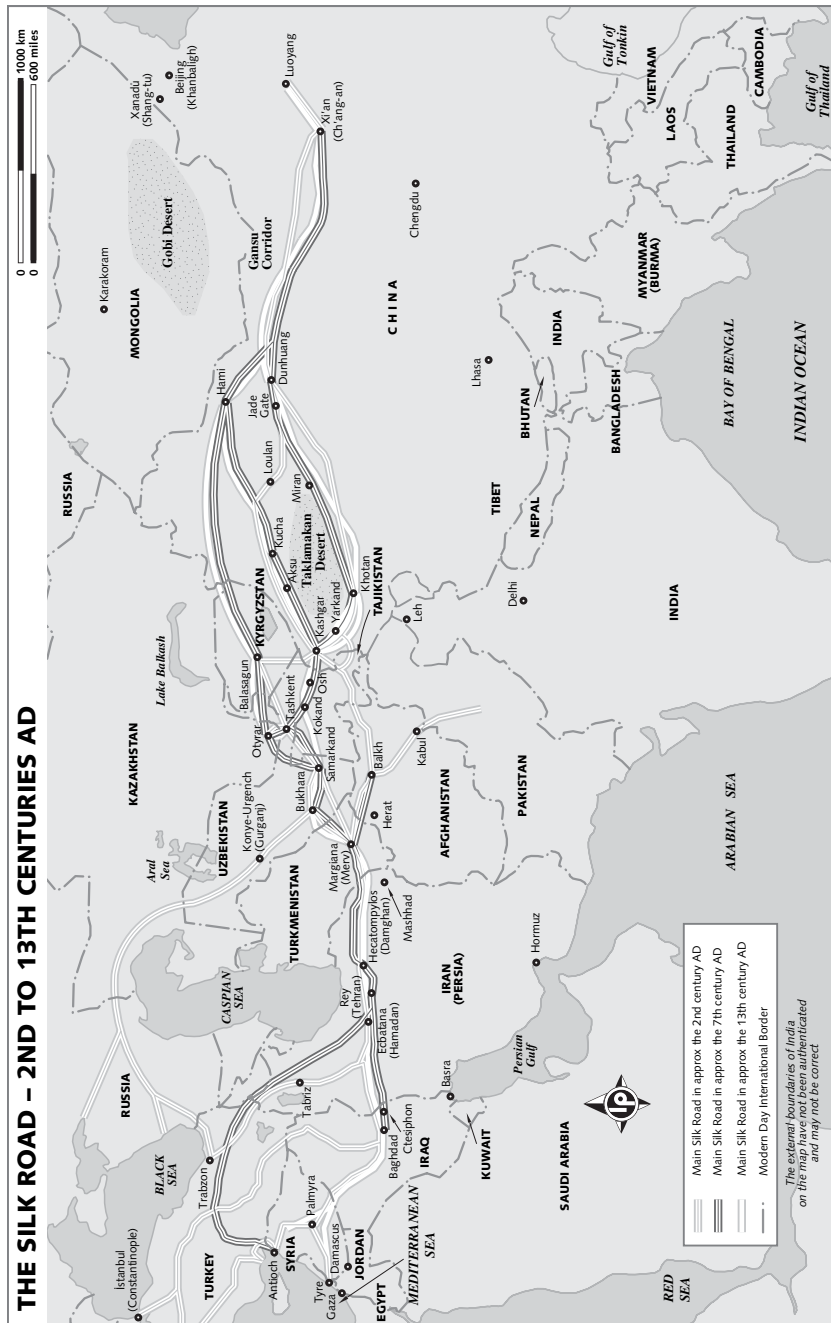 THE SILK ROAD – 2ND TO 13TH CENTURIES AD
0 1000 km
0 600 miles
Xanadu
(Shang-tu)
Beijing
(Khanbaligh)
Luoyang
Xi'an
(Ch'ang-an)
Chengdu
Karakoram
Gobi Desert
Gansu
Corridor
MONGOLIA
CHINA
RUSSIA
Hami
Dunhuang
Jade
Gate
Loulan
Miran
Kucha
Aksu
Taklamakan
Desert
Khotan
Yarkand
Kashgar
TAJIKISTAN
KYRGYZSTAN
Lake Balkash
KAZAKHSTAN
Balasagun
Otyrar
Tashkent
Osh
Kokand
Samarkand
Bukhara
Balkh
Kabul
Herat
Leh
Delhi
Lhasa
TIBET
NEPAL
BHUTAN
INDIA
BANGLADESH
MYANMAR
(BURMA)
LAOS
VIETNAM
THAILAND
CAMBODIA
Gulf of
Tonkin
Gulf of
Thailand
BAY OF BENGAL
INDIAN OCEAN
INDIA
PAKISTAN
AFGHANISTAN
ARABIAN SEA
Aral
Sea
UZBEKISTAN
Konye-Urgench
(Gurganj)
TURKMENISTAN
Margiana
(Merv)
Mashhad
Hecatompylos
(Damghan)
Rey
(Tehran)
Ecbatana
(Hamadan)
IRAN
(PERSIA)
Hormuz
CASPIAN
SEA
RUSSIA
Tabriz
Ctesiphon
Baghdad
IRAQ
Basra
Persian
Gulf
KUWAIT
SAUDI ARABIA
BLACK
SEA
Trabzon
İstanbul
(Constantinople)
TURKEY
Antioch
SYRIA
Palmyra
Damascus
Tyre
Gaza
JORDAN
EGYPT
MEDITERRANEAN
SEA
RED
SEA
lp
Main Silk Road in approx the 2nd century AD
Main Silk Road in approx the 7th century AD
Main Silk Road in approx the 13th century AD
Modern Day International Border
The external boundaries of India
on the map have not been authenticated
and may not be correct